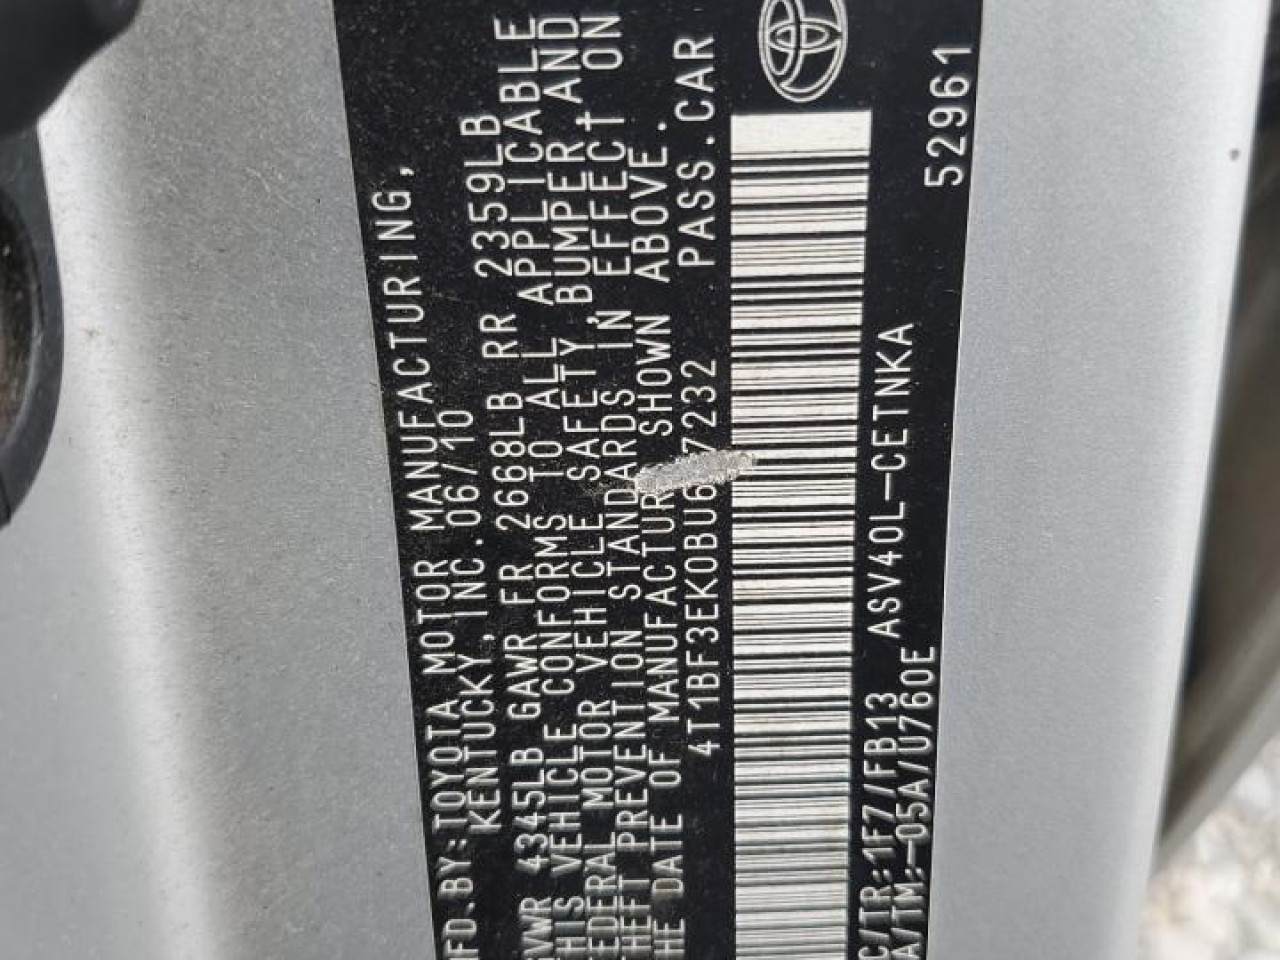 MFD.BY:TOYOTA MOTOR MANUFACTURING,
KENTUCKY,INC.06/10
GVWR 4345LB GAWR FR 2668LB RR 2359LB
THIS VEHICLE CONFORMS TO ALL APPLICABLE
FEDERAL MOTOR VEHICLE SAFETY,BUMPER,AND
THEFT PREVENTION STANDARDS IN EFFECT ON
THE DATE OF MANUFACTURE SHOWN ABOVE.
PASS.CAR
C/TR:1F7/FB13 ASV40L-CETNKA
A/TM:-05A/U760E
52961